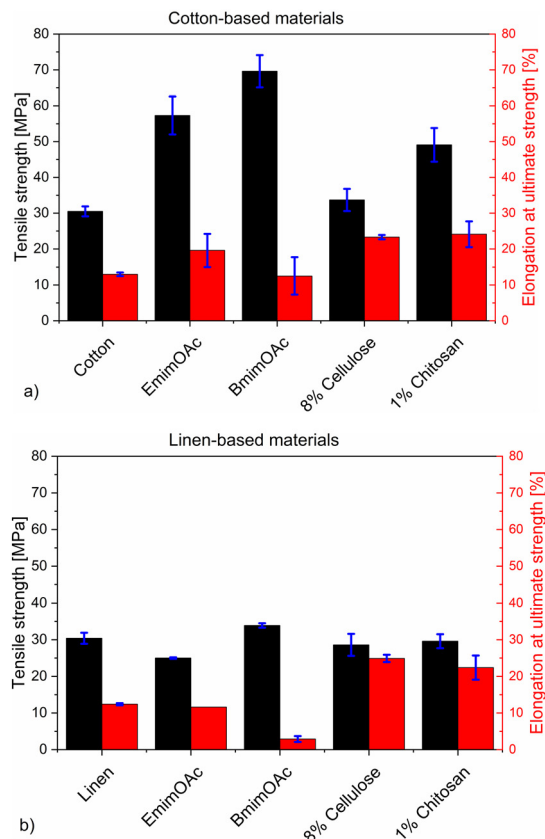 Cotton-based materials
Tensile strength [MPa]
80
70
60
50
40
30
20
10
0
Elongation at ultimate strength [%]
80
70
60
50
40
30
20
10
0
Cotton
EmimOAc
BmimOAc
8% Cellulose
1% Chitosan
a)
Linen-based materials
Tensile strength [MPa]
80
70
60
50
40
30
20
10
0
Elongation at ultimate strength [%]
80
70
60
50
40
30
20
10
0
Linen
EmimOAc
BmimOAc
8% Cellulose
1% Chitosan
b)